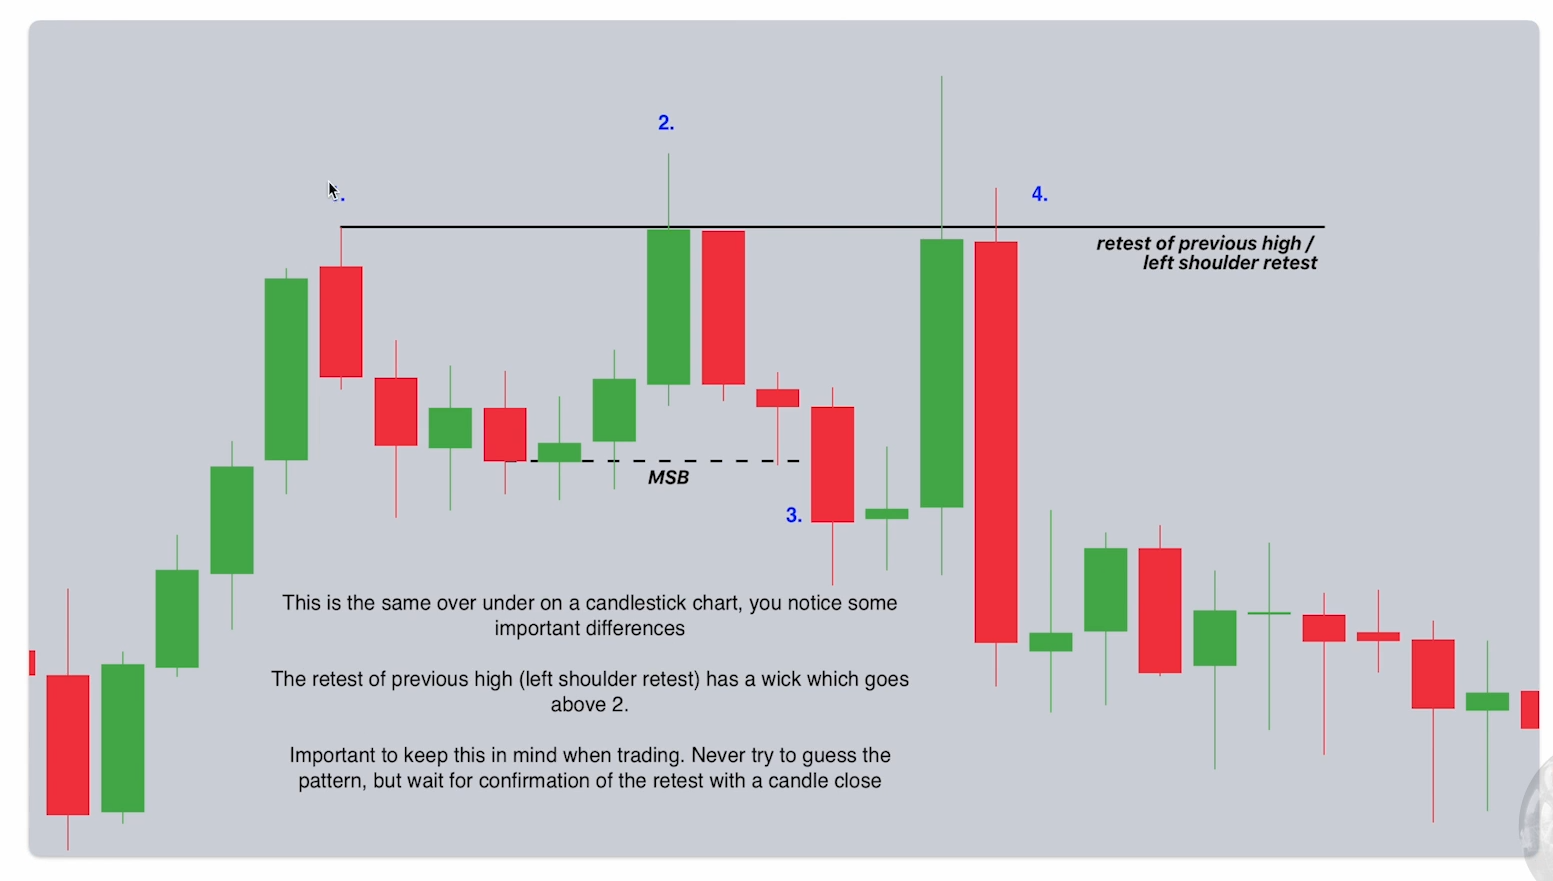 2.
.
4.
retest of previous high /
left shoulder retest
MSB
3.
This is the same over under on a candlestick chart, you notice some
important differences
The retest of previous high (left shoulder retest) has a wick which goes
above 2.
Important to keep this in mind when trading. Never try to guess the
pattern, but wait for confirmation of the retest with a candle close